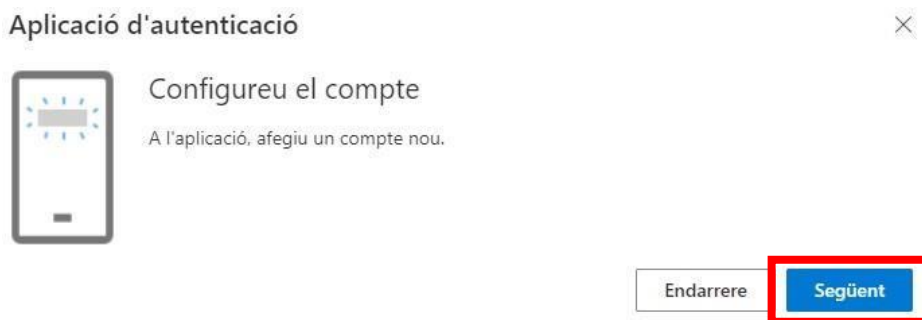 Aplicació d'autenticació
Configureu el compte
A l'aplicació, afegiu un compte nou.
Endarrere
Següent